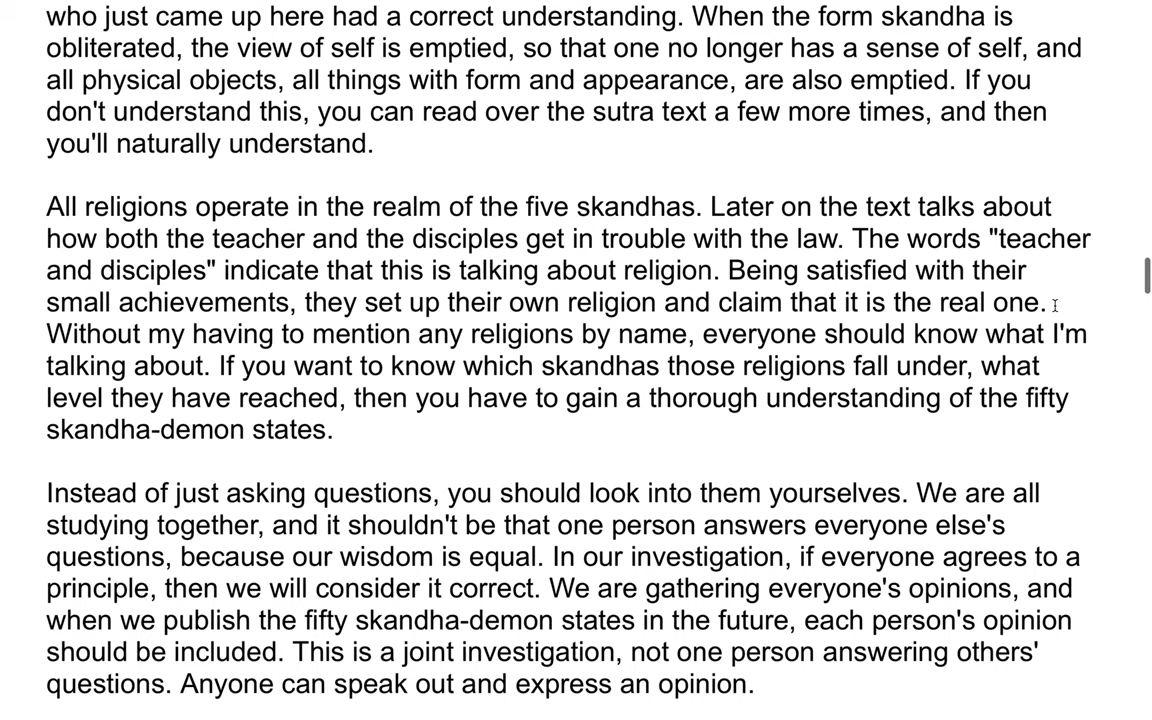 who just came up here had a correct understanding. When the form skandha is
obliterated, the view of self is emptied, so that one no longer has a sense of self, and
all physical objects, all things with form and appearance, are also emptied. If you
don't understand this, you can read over the sutra text a few more times, and then
you'll naturally understand.
All religions operate in the realm of the five skandhas. Later on the text talks about
how both the teacher and the disciples get in trouble with the law. The words "teacher
and disciples" indicate that this is talking about religion. Being satisfied with their
small achievements, they set up their own religion and claim that it is the real one.
Without my having to mention any religions by name, everyone should know what I'm
talking about. If you want to know which skandhas those religions fall under, what
level they have reached, then you have to gain a thorough understanding of the fifty
skandha-demon states.
Instead of just asking questions, you should look into them yourselves. We are all
studying together, and it shouldn't be that one person answers everyone else's
questions, because our wisdom is equal. In our investigation, if everyone agrees to a
principle, then we will consider it correct. We are gathering everyone's opinions, and
when we publish the fifty skandha-demon states in the future, each person's opinion
should be included. This is a joint investigation, not one person answering others'
questions. Anyone can speak out and express an opinion.